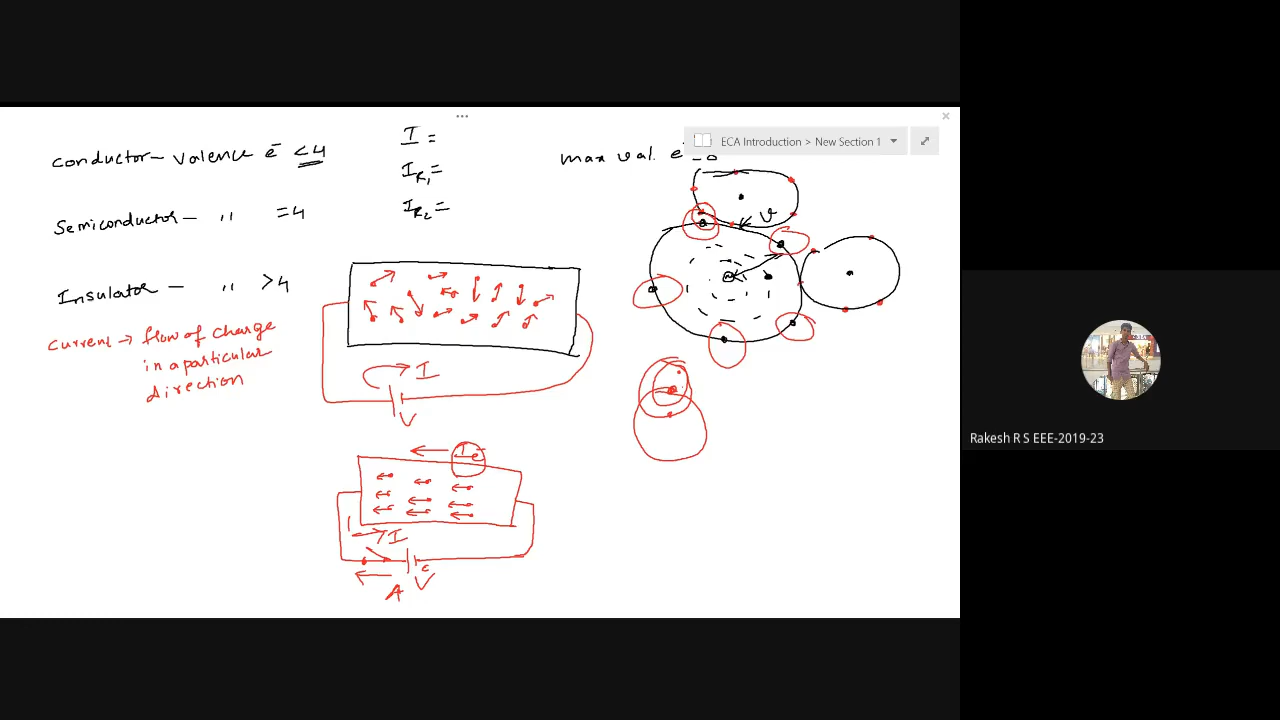 conductor – valence e⁻ <4
Semiconductor – ,, =4
Insulator – ,, >4
current → flow of charge
in a particular
direction
I =
I_R₁ =
I_R₂ =
max val. e⁻ = 8
ECA Introduction > New Section 1
I
V
I e⁻
I
A V
Rakesh R S EEE-2019-23